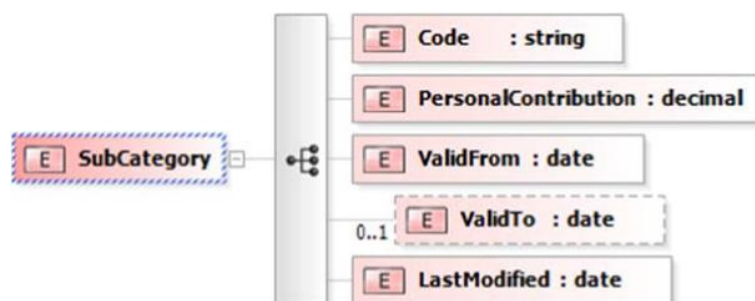 E Code : string
E PersonalContribution : decimal
E SubCategory
E ValidFrom : date
0..1 E ValidTo : date
E LastModified : date